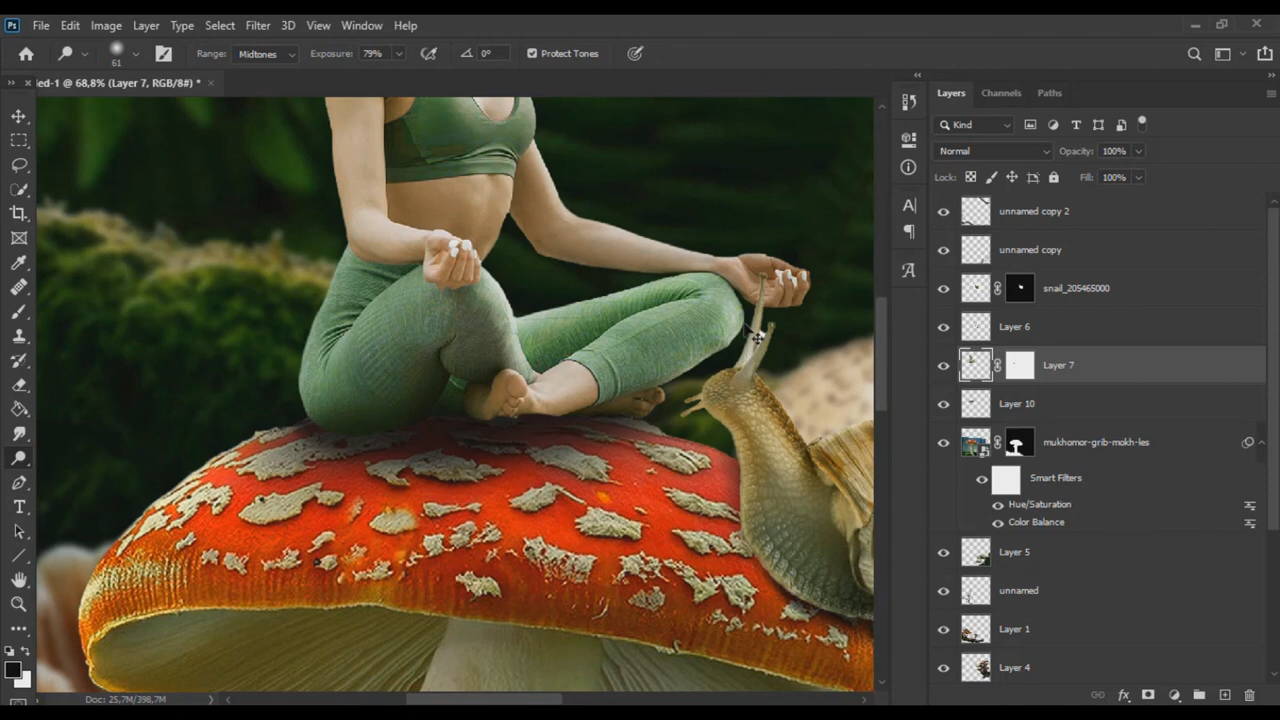 Ps File Edit Image Layer Type Select Filter 3D View Window Help
61 Range: Midtones Exposure: 79% 0° Protect Tones
led-1 @ 68,8% (Layer 7, RGB/8#) *
Layers Channels Paths
Kind
Normal Opacity: 100%
Lock: Fill: 100%
unnamed copy 2
unnamed copy
snail_205465000
Layer 6
Layer 7
Layer 10
mukhomor-grib-mokh-les
Smart Filters
Hue/Saturation
Color Balance
Layer 5
unnamed
Layer 1
Layer 4
Doc: 25,7M/398,7M